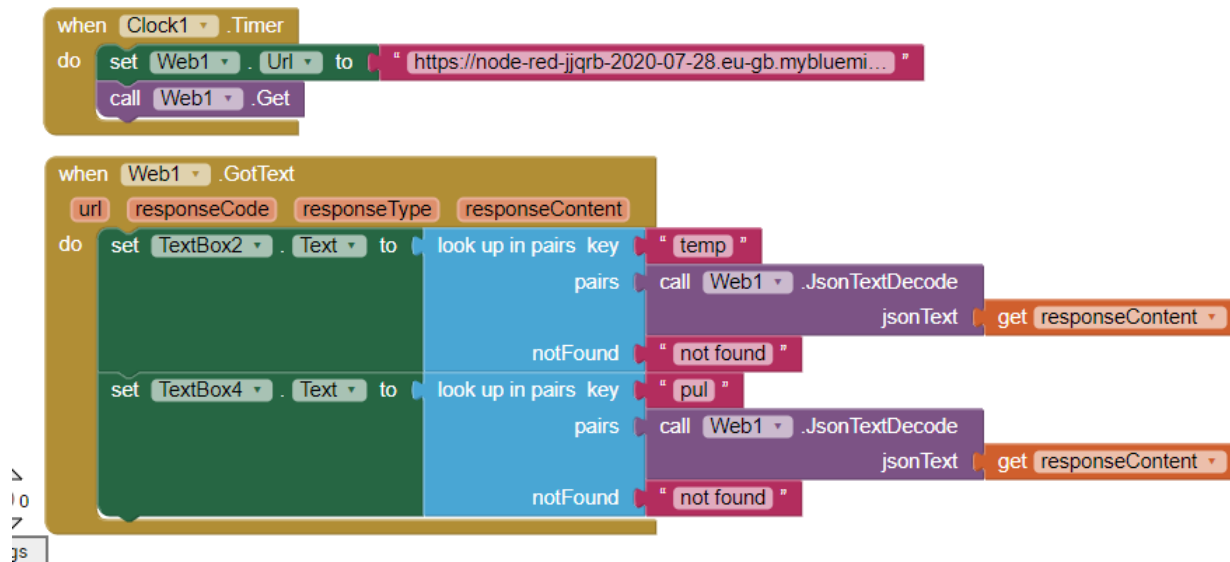 when Clock1 .Timer
do set Web1 . Url to " https://node-red-jjqrb-2020-07-28.eu-gb.mybluemi... "
call Web1 .Get
when Web1 .GotText
url responseCode responseType responseContent
do set TextBox2 . Text to look up in pairs key " temp "
pairs call Web1 .JsonTextDecode
jsonText get responseContent
notFound " not found "
set TextBox4 . Text to look up in pairs key " pul "
pairs call Web1 .JsonTextDecode
jsonText get responseContent
0
notFound " not found "
gs